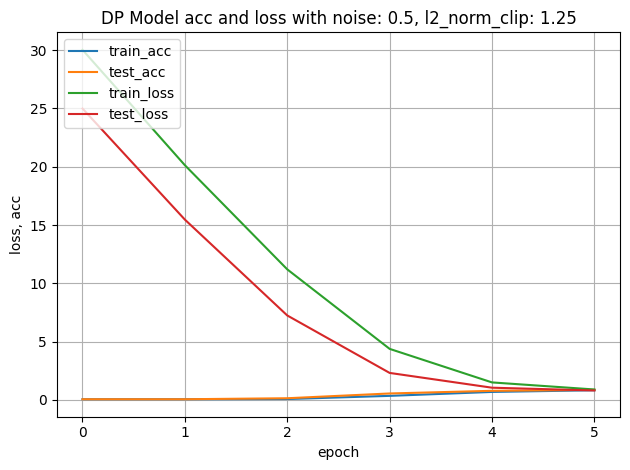 DP Model acc and loss with noise: 0.5, l2_norm_clip: 1.25
train_acc
test_acc
train_loss
test_loss
30
25
20
15
10
5
0
loss, acc
0 1 2 3 4 5
epoch